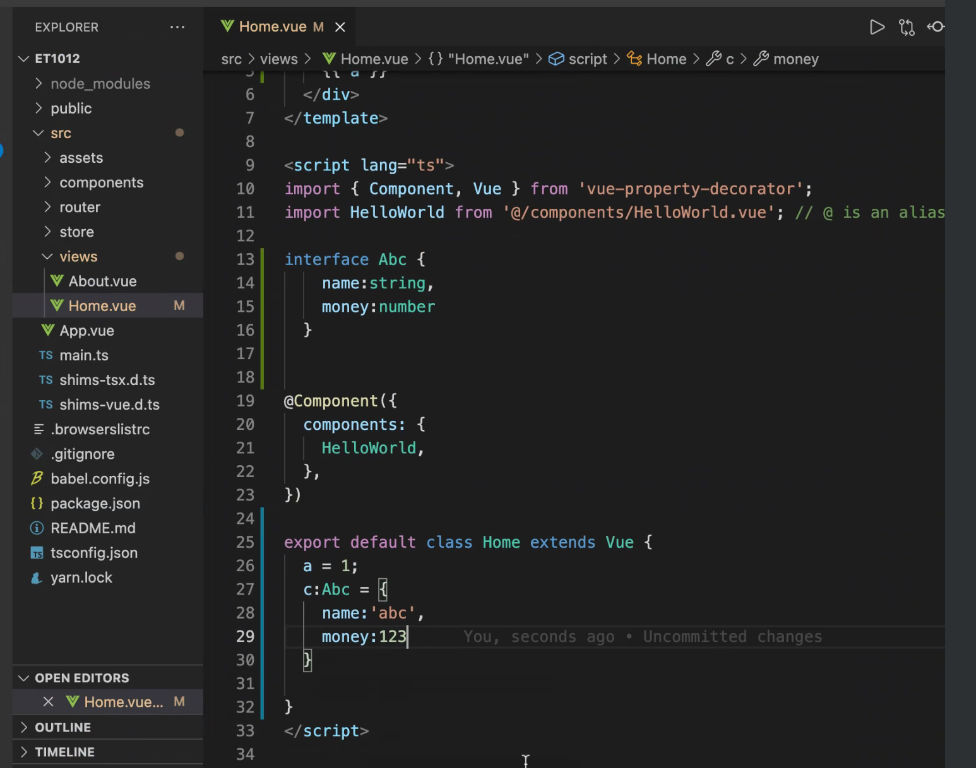 EXPLORER
ET1012
node_modules
public
src
assets
components
router
store
views
About.vue
Home.vue M
App.vue
TS main.ts
TS shims-tsx.d.ts
TS shims-vue.d.ts
.browserslistrc
.gitignore
babel.config.js
{} package.json
README.md
tsconfig.json
yarn.lock
OPEN EDITORS
Home.vue... M
OUTLINE
TIMELINE
Home.vue M
src > views > Home.vue > {} "Home.vue" > script > Home > c > money
5 {{ a }}
6 </div>
7 </template>
8
9 <script lang="ts">
10 import { Component, Vue } from 'vue-property-decorator';
11 import HelloWorld from '@/components/HelloWorld.vue'; // @ is an alias
12
13 interface Abc {
14 name:string,
15 money:number
16 }
17
18
19 @Component({
20 components: {
21 HelloWorld,
22 },
23 })
24
25 export default class Home extends Vue {
26 a = 1;
27 c:Abc = {
28 name:'abc',
29 money:123 You, seconds ago • Uncommitted changes
30 }
31
32 }
33 </script>
34